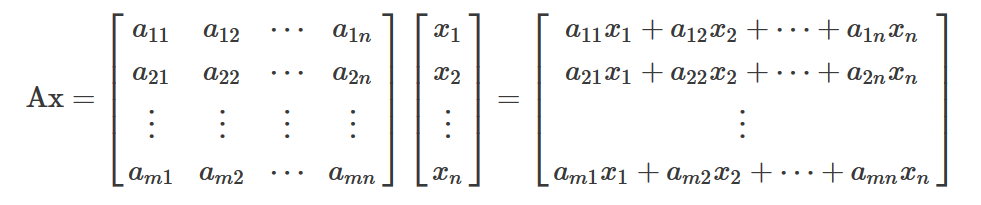 Ax = [ a₁₁ a₁₂ ⋯ a₁ₙ ; a₂₁ a₂₂ ⋯ a₂ₙ ; ⋮ ⋮ ⋮ ⋮ ; aₘ₁ aₘ₂ ⋯ aₘₙ ] [ x₁ ; x₂ ; ⋮ ; xₙ ] = [ a₁₁x₁ + a₁₂x₂ + ⋯ + a₁ₙxₙ ; a₂₁x₁ + a₂₂x₂ + ⋯ + a₂ₙxₙ ; ⋮ ; aₘ₁x₁ + aₘ₂x₂ + ⋯ + aₘₙxₙ ]